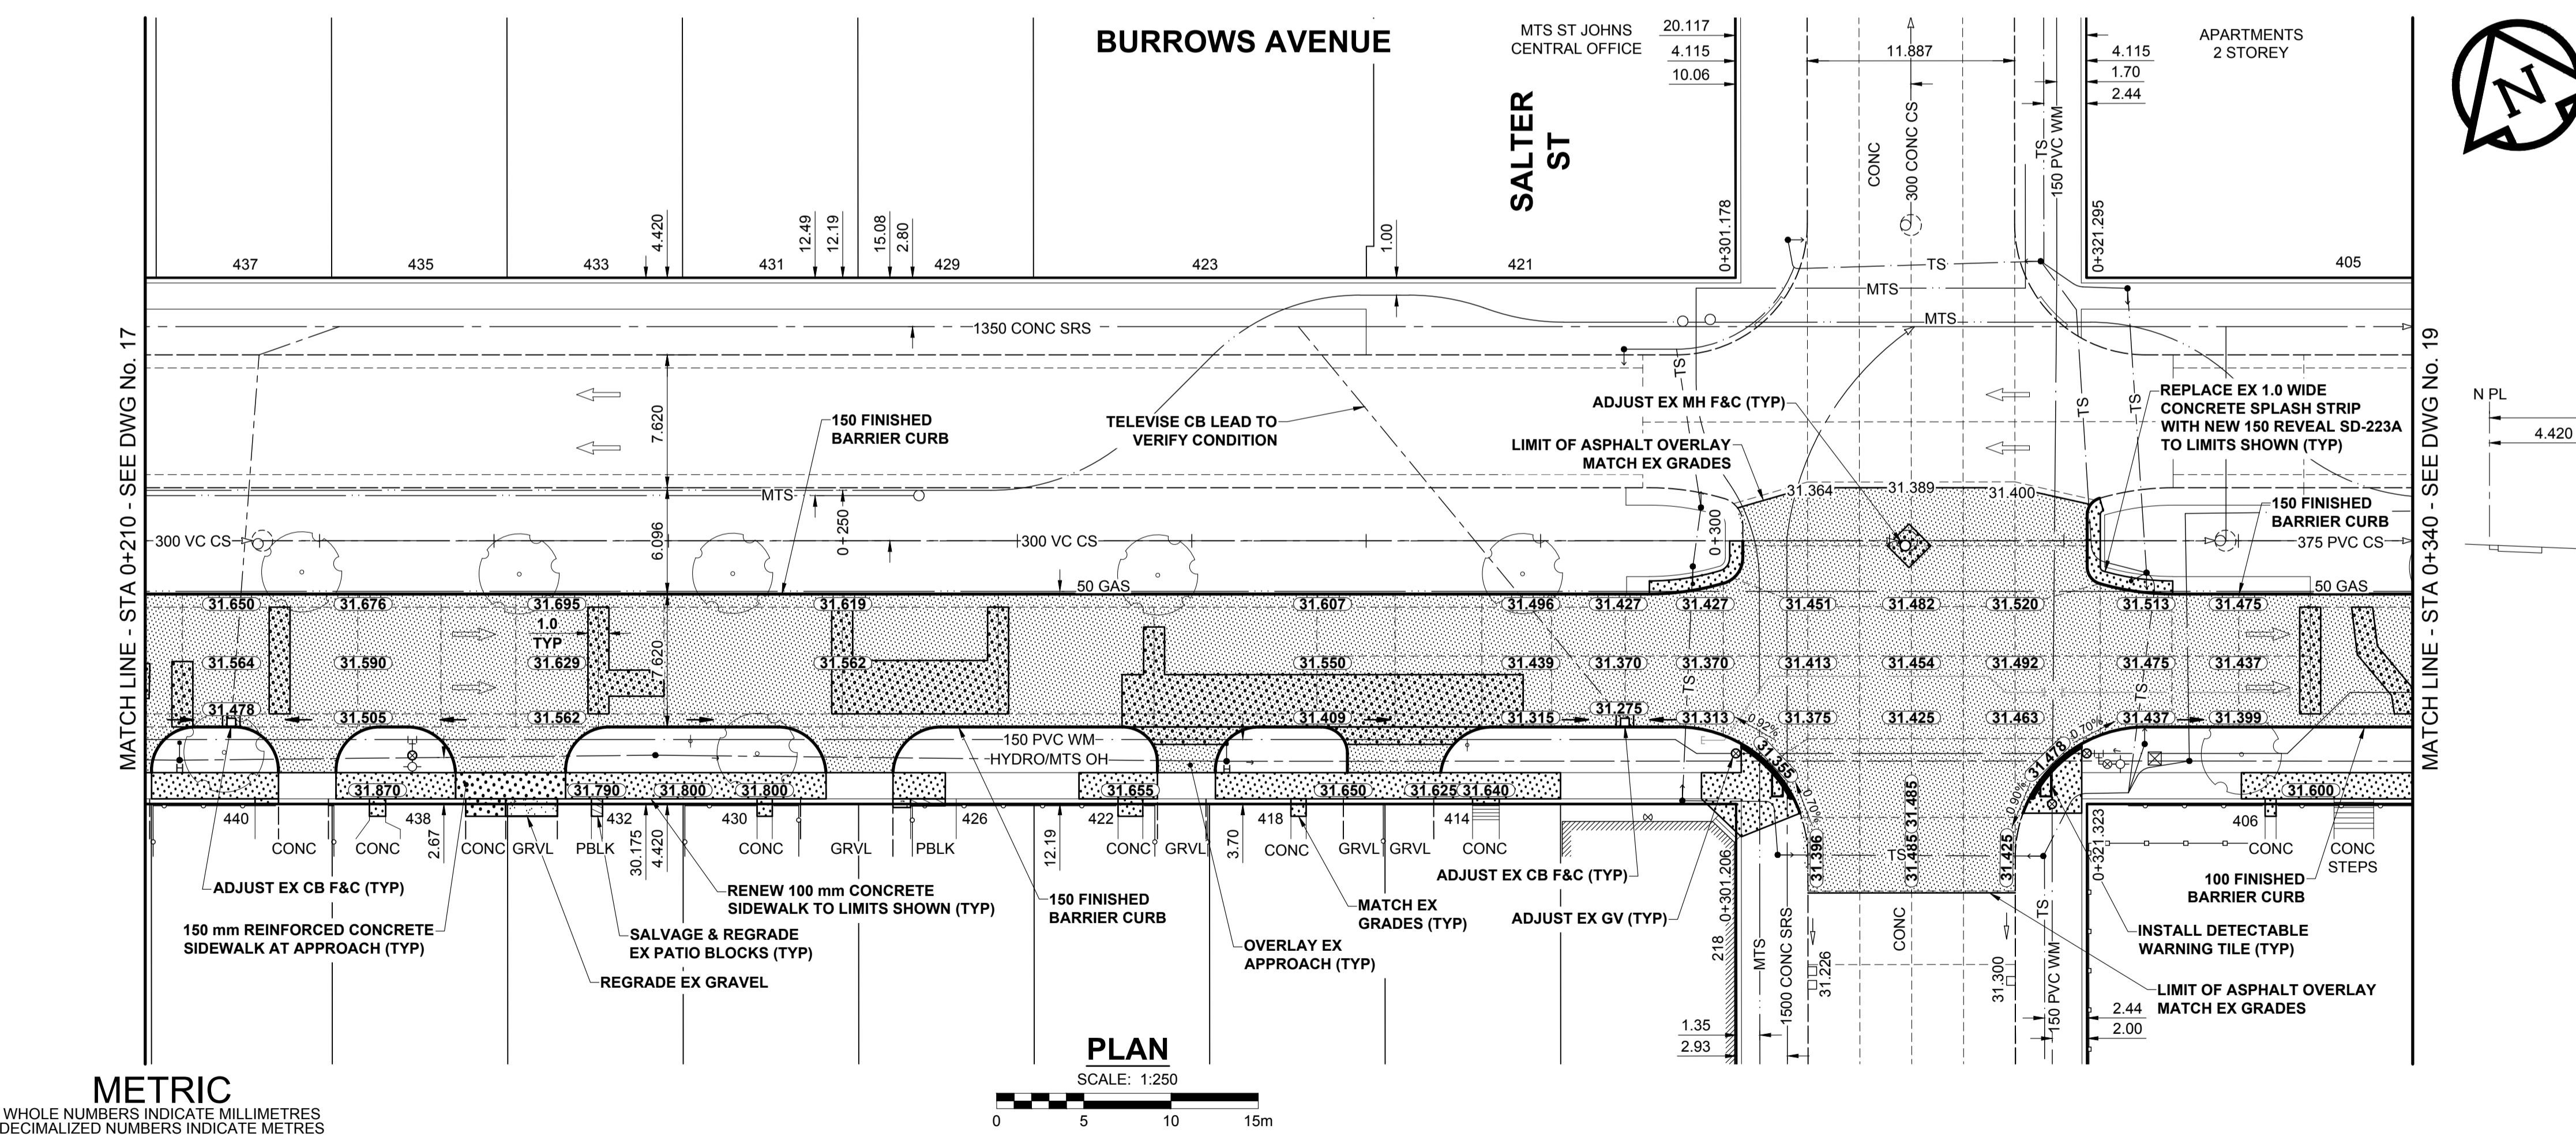 BURROWS AVENUE
MTS ST JOHNS
CENTRAL OFFICE
20.117
4.115
10.06
SALTER
ST
11.887
CONC
300 CONC CS
TS
150 PVC WM
4.115
1.70
2.44
APARTMENTS
2 STOREY
N
437
435
433
4.420
431
12.49
12.19
15.08
2.80
429
423
1.00
421
0+301.178
0+321.295
405
TS
MTS
MTS
1350 CONC SRS
MATCH LINE - STA 0+210 - SEE DWG No. 17
MATCH LINE - STA 0+340 - SEE DWG No. 19
7.620
150 FINISHED
BARRIER CURB
TELEVISE CB LEAD TO
VERIFY CONDITION
ADJUST EX MH F&C (TYP)
LIMIT OF ASPHALT OVERLAY
MATCH EX GRADES
TS
TS
TS
REPLACE EX 1.0 WIDE
CONCRETE SPLASH STRIP
WITH NEW 150 REVEAL SD-223A
TO LIMITS SHOWN (TYP)
N PL
4.420
MTS
31.364
31.389
31.400
150 FINISHED
BARRIER CURB
300 VC CS
6.096
0+250
300 VC CS
0+300
375 PVC CS
50 GAS
50 GAS
31.650
31.676
31.695
31.619
31.607
31.496
31.427
31.427
31.451
31.482
31.520
31.513
31.475
1.0
TYP
7.620
31.564
31.590
31.629
31.562
31.550
31.439
31.370
31.370
31.413
31.454
31.492
31.475
31.437
TS
TS
31.478
31.505
31.562
31.409
31.315
31.275
31.313
31.375
31.425
31.463
31.437
31.399
0.92%
0.70%
150 PVC WM
HYDRO/MTS OH
H
H
31.355
31.478
0.70%
0.90%
31.870
31.790
31.800
31.800
31.655
31.650
31.625
31.640
31.485
31.600
440
438
432
430
426
422
418
414
406
CONC
CONC
2.67
CONC
GRVL
PBLK
30.175
4.420
CONC
GRVL
PBLK
12.19
CONC
GRVL
3.70
CONC
GRVL
GRVL
CONC
31.396
31.485
31.425
TS
0+301.206
0+321.323
CONC
CONC
STEPS
ADJUST EX CB F&C (TYP)
150 mm REINFORCED CONCRETE
SIDEWALK AT APPROACH (TYP)
RENEW 100 mm CONCRETE
SIDEWALK TO LIMITS SHOWN (TYP)
SALVAGE & REGRADE
EX PATIO BLOCKS (TYP)
REGRADE EX GRAVEL
150 FINISHED
BARRIER CURB
OVERLAY EX
APPROACH (TYP)
MATCH EX
GRADES (TYP)
ADJUST EX CB F&C (TYP)
ADJUST EX GV (TYP)
100 FINISHED
BARRIER CURB
INSTALL DETECTABLE
WARNING TILE (TYP)
LIMIT OF ASPHALT OVERLAY
MATCH EX GRADES
218
MTS
1500 CONC SRS
31.226
CONC
31.300
TS
150 PVC WM
1.35
2.93
2.44
2.00
PLAN
SCALE: 1:250
0
5
10
15m
METRIC
WHOLE NUMBERS INDICATE MILLIMETRES
DECIMALIZED NUMBERS INDICATE METRES